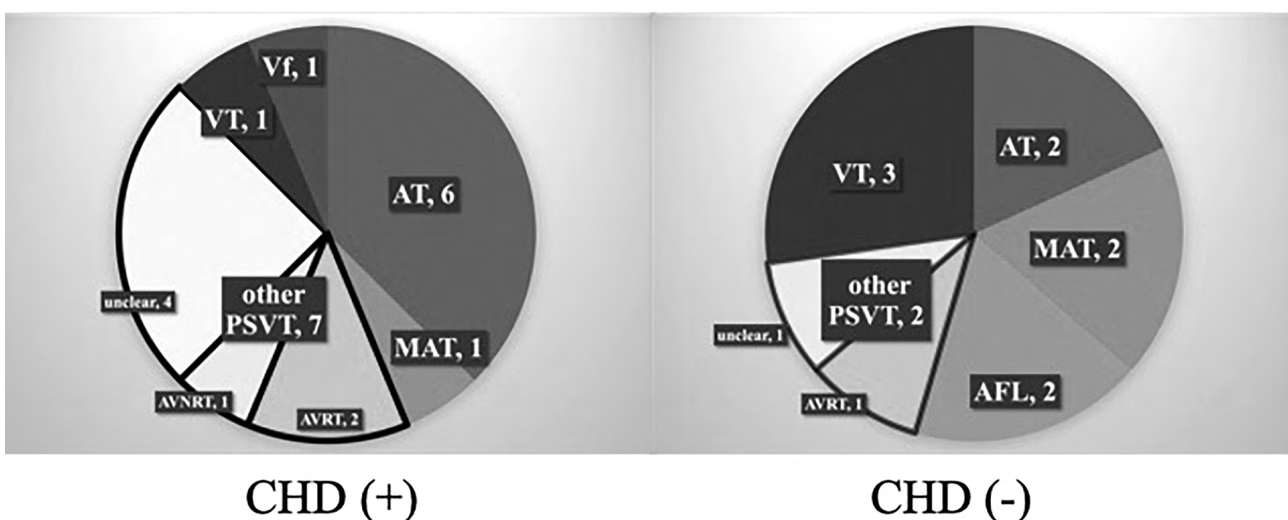 Vf, 1
VT, 1
AT, 6
unclear, 4
other
PSVT, 7
MAT, 1
AVNRT, 1
AVRT, 2
CHD (+)
AT, 2
VT, 3
MAT, 2
other
PSVT, 2
unclear, 1
AFL, 2
AVRT, 1
CHD (-)